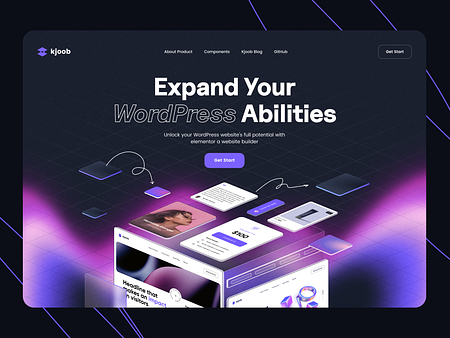 kjoob
About Product
Components
Kjoob Blog
GitHub
Get Start
Expand Your
WordPress Abilities
Unlock your WordPress website's full potential with
elementor a website builder
Get Start
$100
Headline that
makes an impact
on visitors